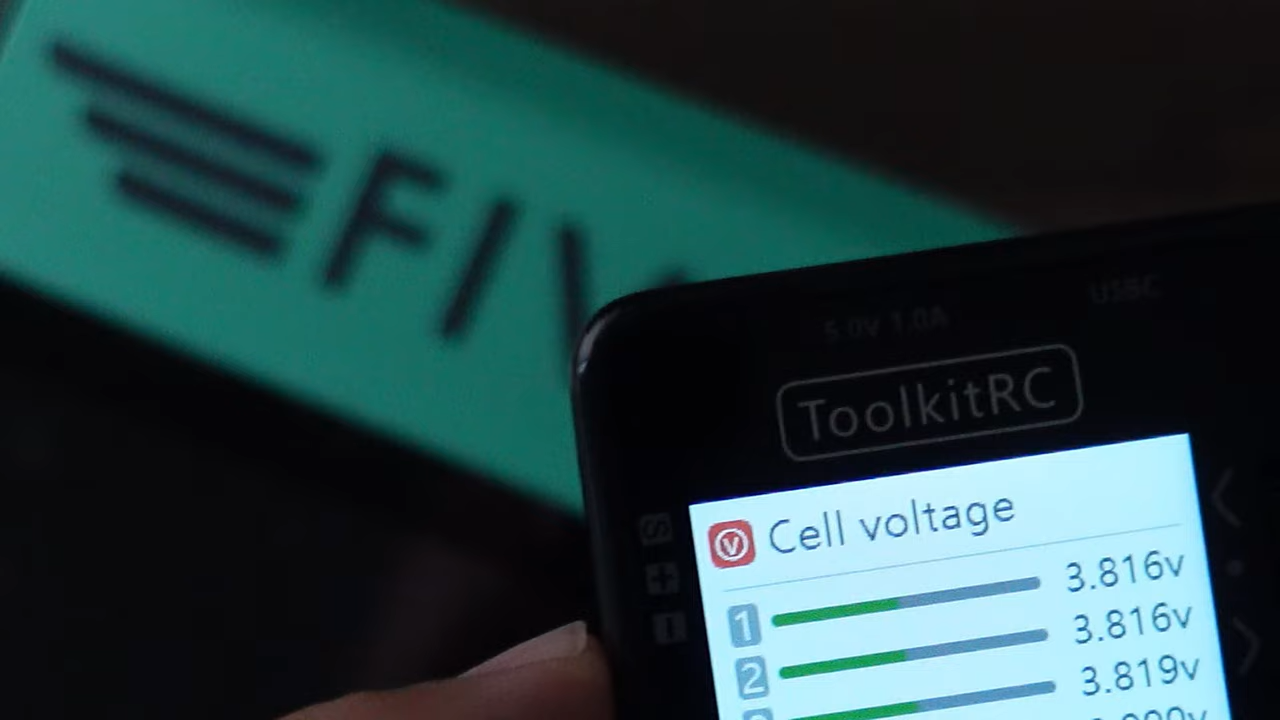 FIV
5.0V 1.0A
USBC
ToolkitRC
Cell voltage
1 3.816v
2 3.816v
3.819v